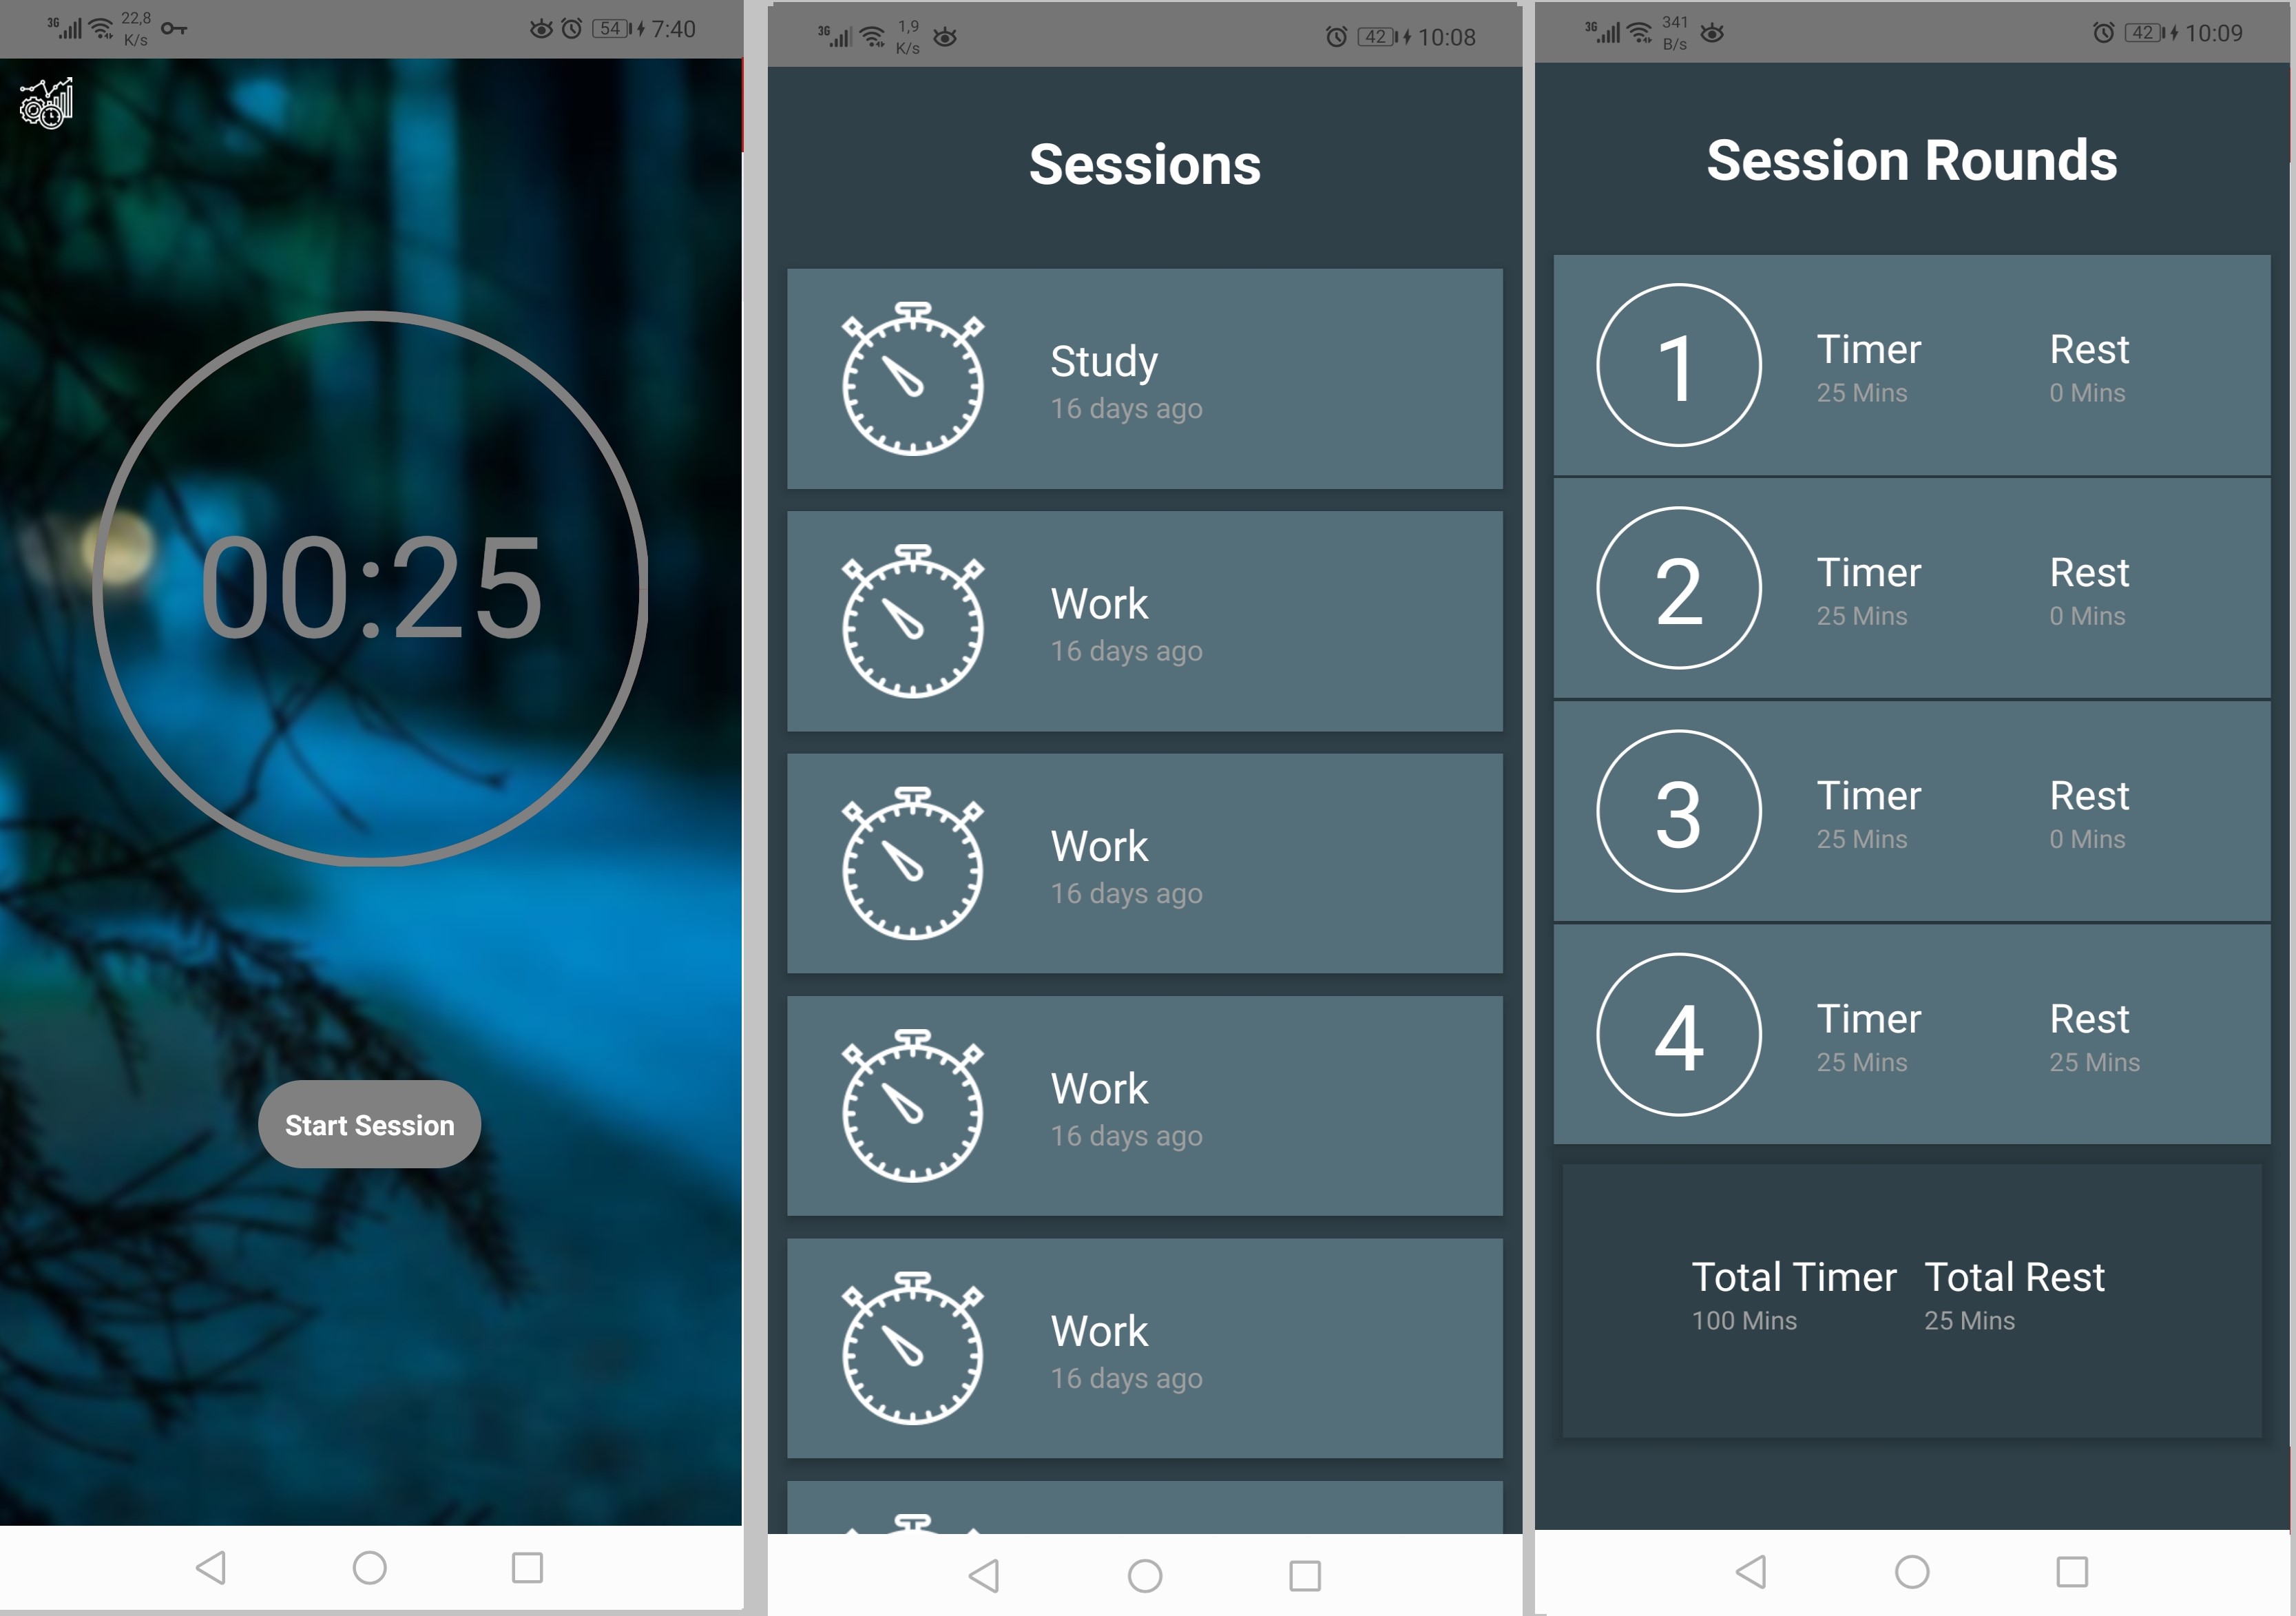 3G 22,8 K/s 54 7:40
00:25
Start Session
3G 1,9 K/s 42 10:08
Sessions
Study
16 days ago
Work
16 days ago
Work
16 days ago
Work
16 days ago
Work
16 days ago
3G 341 B/s 42 10:09
Session Rounds
1 Timer Rest
25 Mins 0 Mins
2 Timer Rest
25 Mins 0 Mins
3 Timer Rest
25 Mins 0 Mins
4 Timer Rest
25 Mins 25 Mins
Total Timer Total Rest
100 Mins 25 Mins